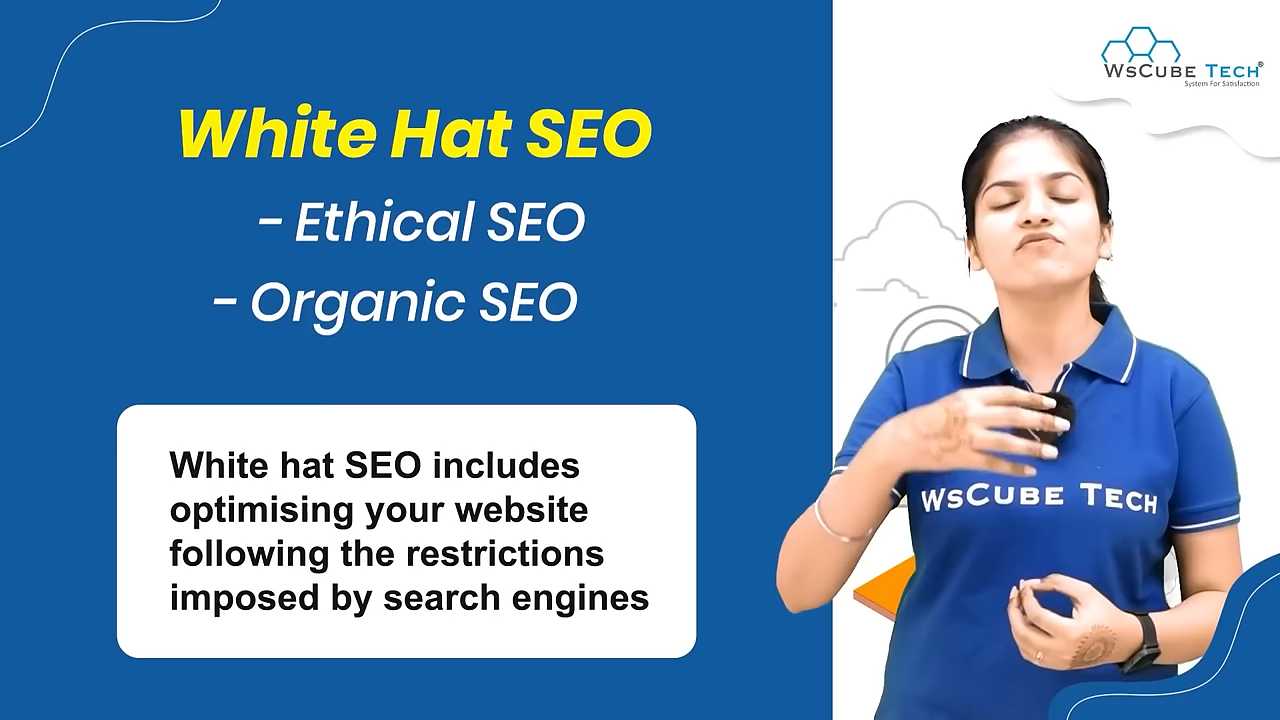 White Hat SEO
- Ethical SEO
- Organic SEO
White hat SEO includes
optimising your website
following the restrictions
imposed by search engines
WsCube Tech®
System For Satisfaction
WsCube Tech